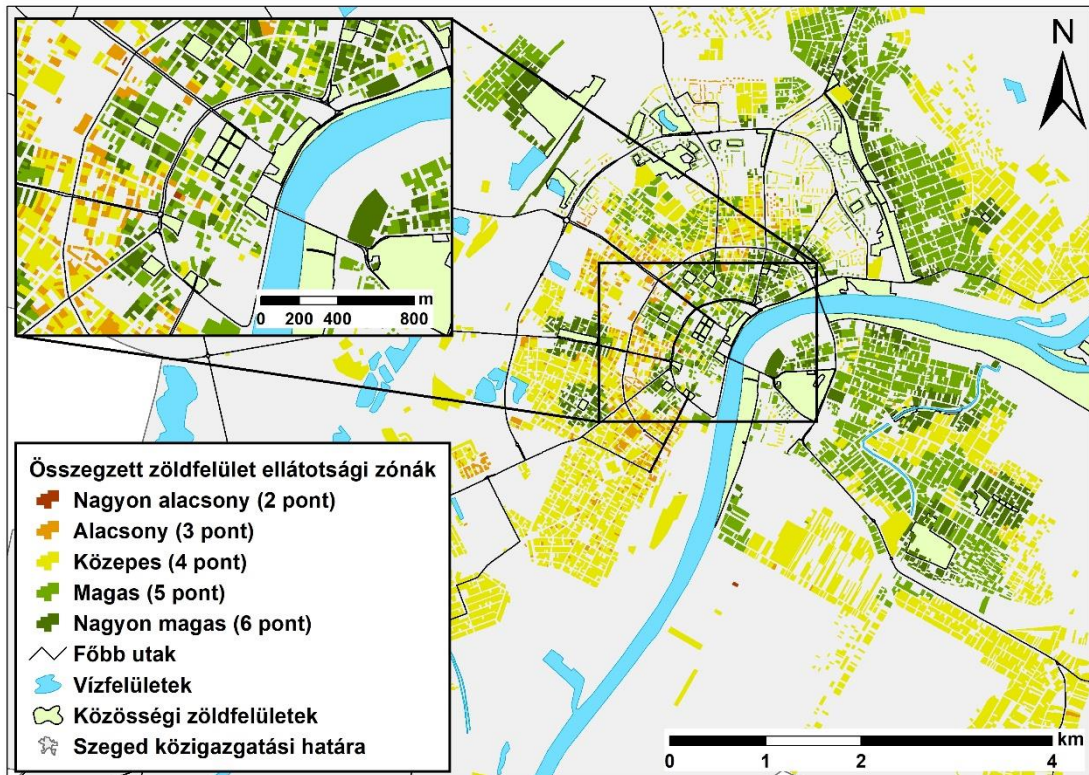 N
m
0 200 400 800
Összegzett zöldfelület ellátotsági zónák
Nagyon alacsony (2 pont)
Alacsony (3 pont)
Közepes (4 pont)
Magas (5 pont)
Nagyon magas (6 pont)
Főbb utak
Vízfelületek
Közösségi zöldfelületek
Szeged közigazgatási határa
km
0 1 2 4